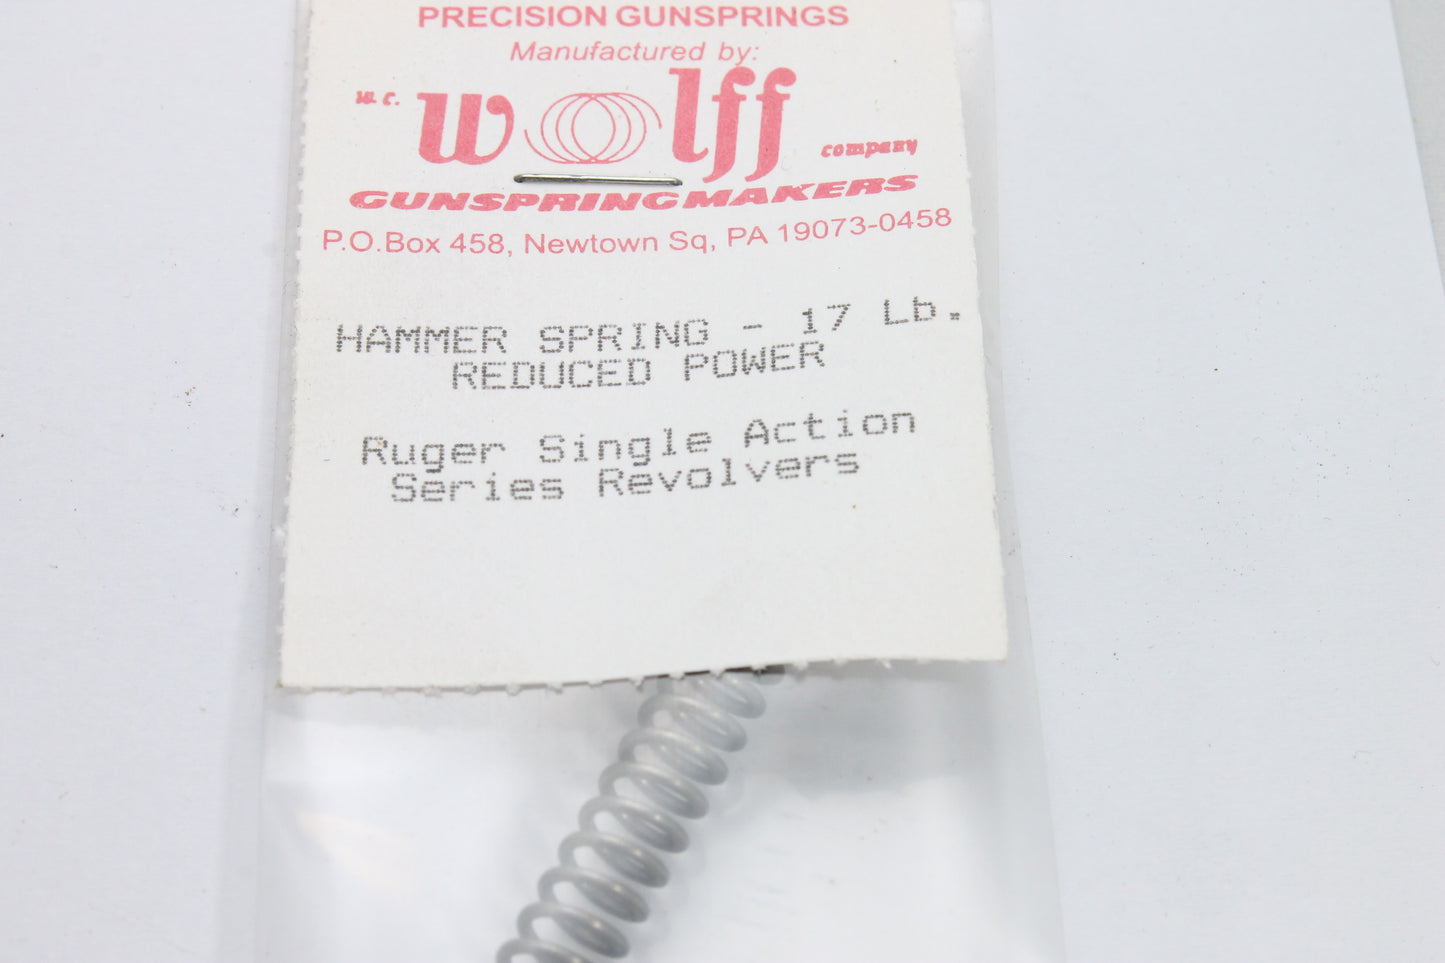 PRECISION GUNSPRINGS
Manufactured by:
W.C. Wolff company
GUNSPRINGMAKERS
P.O.Box 458, Newtown Sq, PA 19073-0458
HAMMER SPRING - 17 Lb.
REDUCED POWER
Ruger Single Action
Series Revolvers